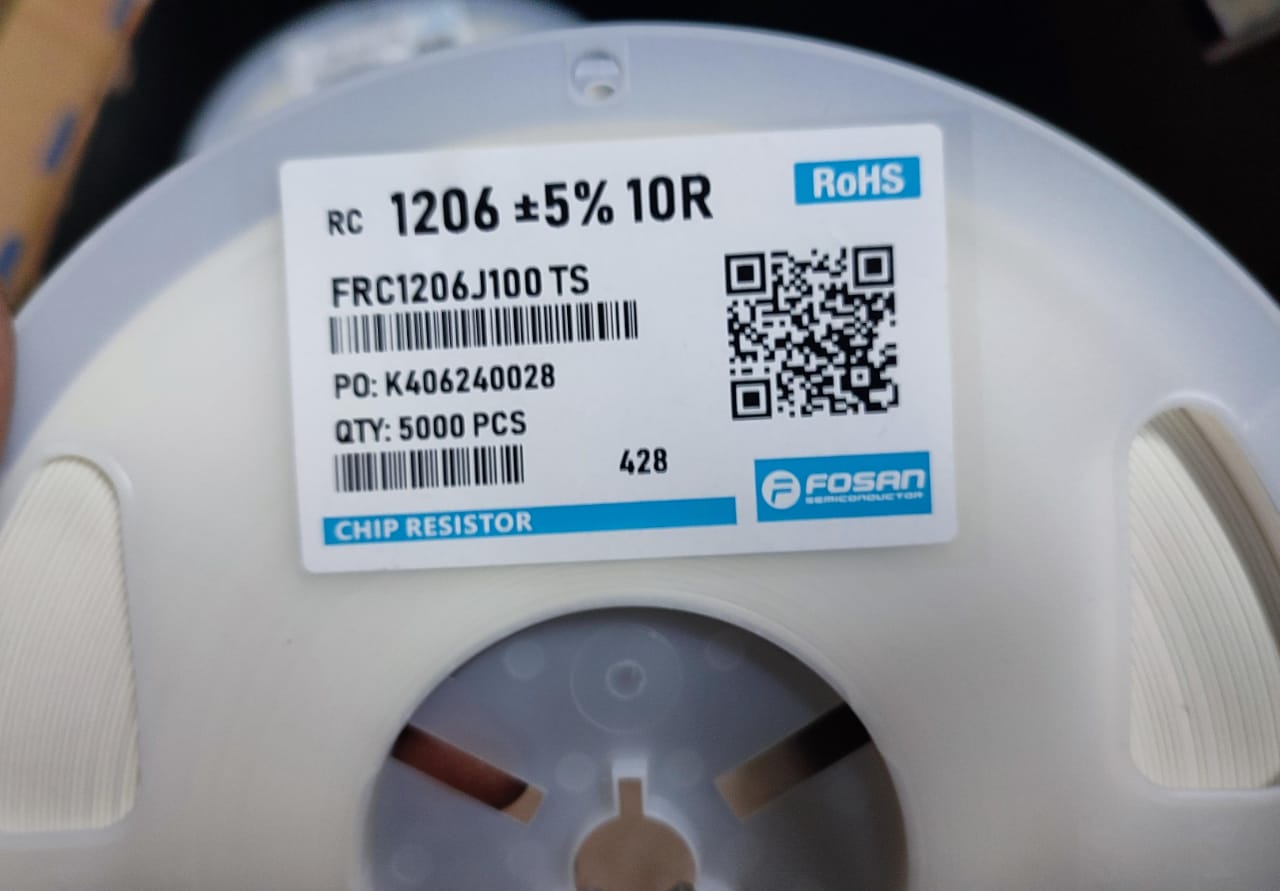 RC 1206 ±5% 10R
RoHS
FRC1206J100 TS
PO: K406240028
QTY: 5000 PCS
428
FOSAN
SEMICONDUCTOR
CHIP RESISTOR